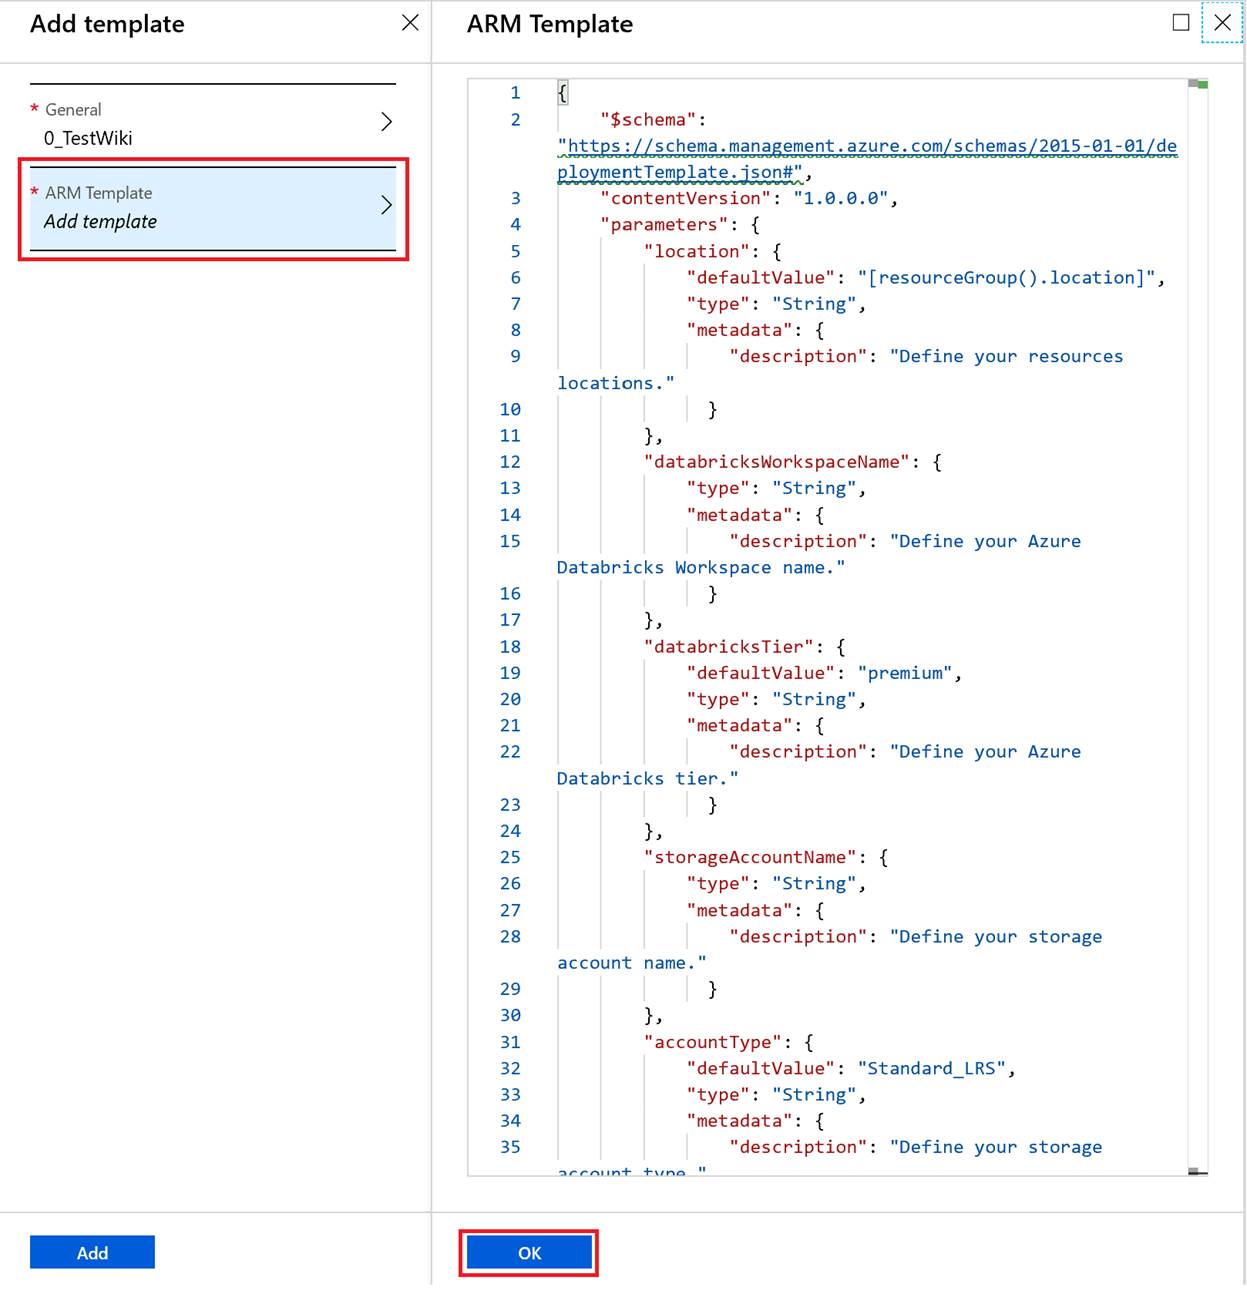 Add template
* General
0_TestWiki
* ARM Template
Add template
Add
ARM Template
1 {
2 "$schema":
"https://schema.management.azure.com/schemas/2015-01-01/de
ploymentTemplate.json#",
3 "contentVersion": "1.0.0.0",
4 "parameters": {
5 "location": {
6 "defaultValue": "[resourceGroup().location]",
7 "type": "String",
8 "metadata": {
9 "description": "Define your resources
locations."
10 }
11 },
12 "databricksWorkspaceName": {
13 "type": "String",
14 "metadata": {
15 "description": "Define your Azure
Databricks Workspace name."
16 }
17 },
18 "databricksTier": {
19 "defaultValue": "premium",
20 "type": "String",
21 "metadata": {
22 "description": "Define your Azure
Databricks tier."
23 }
24 },
25 "storageAccountName": {
26 "type": "String",
27 "metadata": {
28 "description": "Define your storage
account name."
29 }
30 },
31 "accountType": {
32 "defaultValue": "Standard_LRS",
33 "type": "String",
34 "metadata": {
35 "description": "Define your storage
account type."
OK